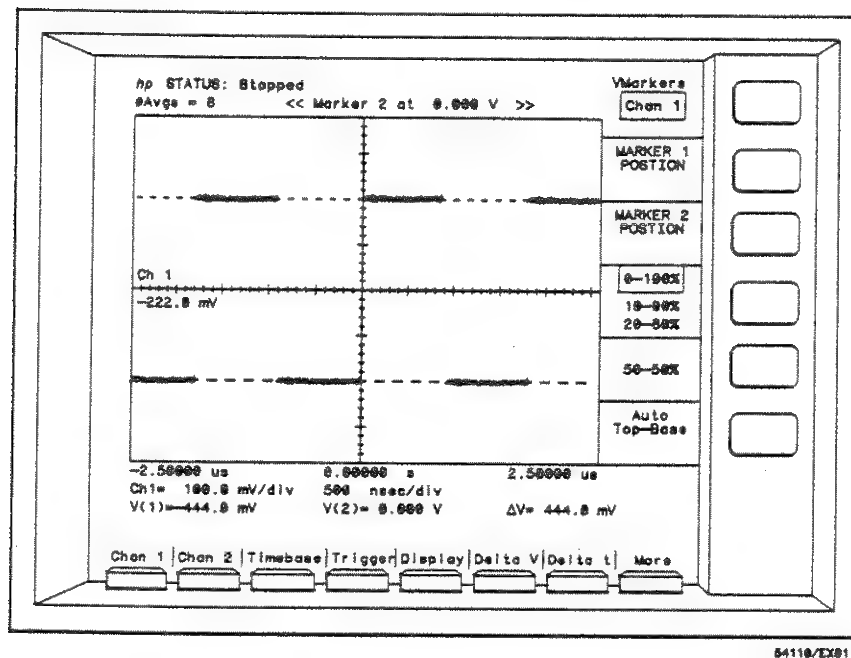 hp STATUS: Stopped
#Avgs = 8 << Marker 2 at 0.000 V >>
VMarkers
Chan 1
MARKER 1
POSTION
MARKER 2
POSTION
0-100%
10-90%
20-80%
50-50%
Auto
Top-Base
Ch 1
-222.0 mV
-2.50000 us 0.00000 s 2.50000 us
Ch1= 100.0 mV/div 500 nsec/div
V(1)=-444.0 mV V(2)= 0.000 V ΔV= 444.0 mV
Chan 1 Chan 2 Timebase Trigger Display Delta V Delta t More
54110/EX01